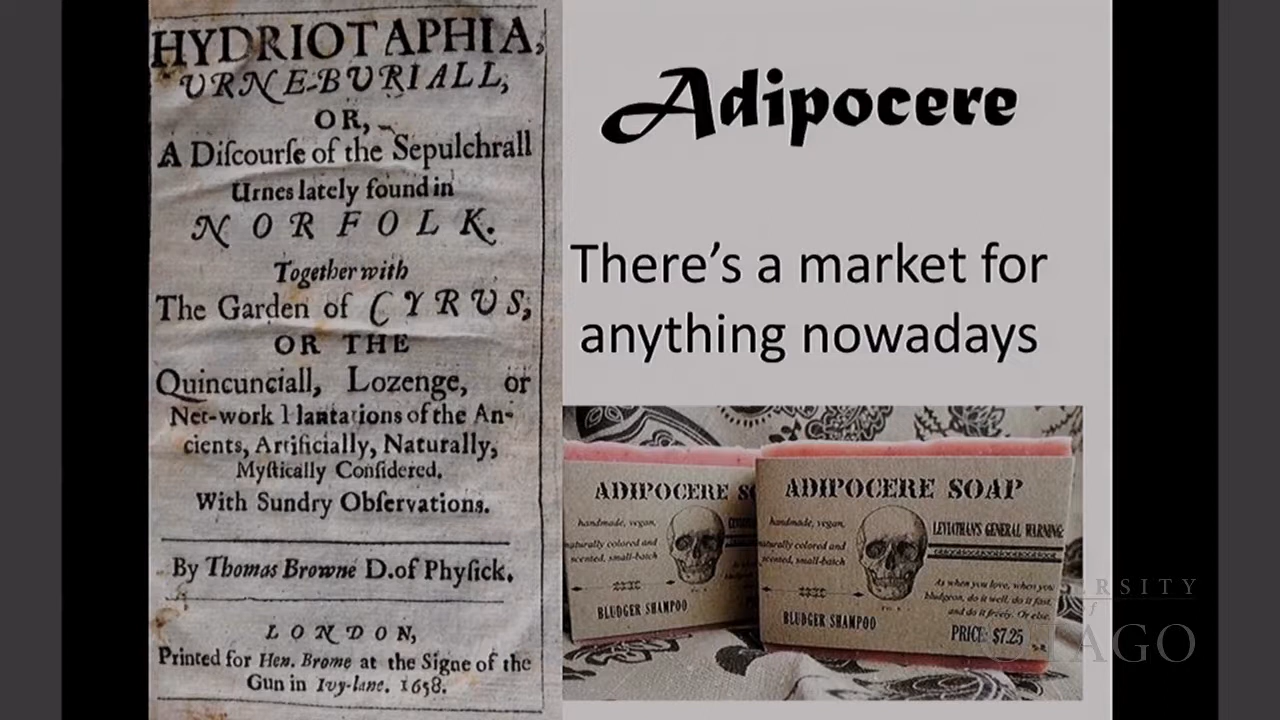 HYDRIOTAPHIA,
URNE-BURIALL,
OR,
A Diſcourſe of the Sepulchrall
Urnes lately found in
NORFOLK.
Together with
The Garden of CYRUS,
OR THE
Quincunciall, Lozenge, or
Net-work Plantations of the An-
cients, Artificially, Naturally,
Myſtically Conſidered.
With Sundry Obſervations.
By Thomas Browne D.of Phyſick.
LONDON,
Printed for Hen. Brome at the Signe of the
Gun in Ivy-lane. 1658.
Adipocere
There's a market for
anything nowadays
ADIPOCERE SO
handmade, vegan,
naturally colored and
scented, small-batch
BLUDGER SHAMPOO
ADIPOCERE SOAP
handmade, vegan,
naturally colored and
scented, small-batch
BLUDGER SHAMPOO
LEVIATHAN'S GENERAL WARNING:
As when you love, when you
bludgeon, do it well, do it fast,
and do it freely. Or else.
PRICE: $7.25
ERSITY
of
OTAGO